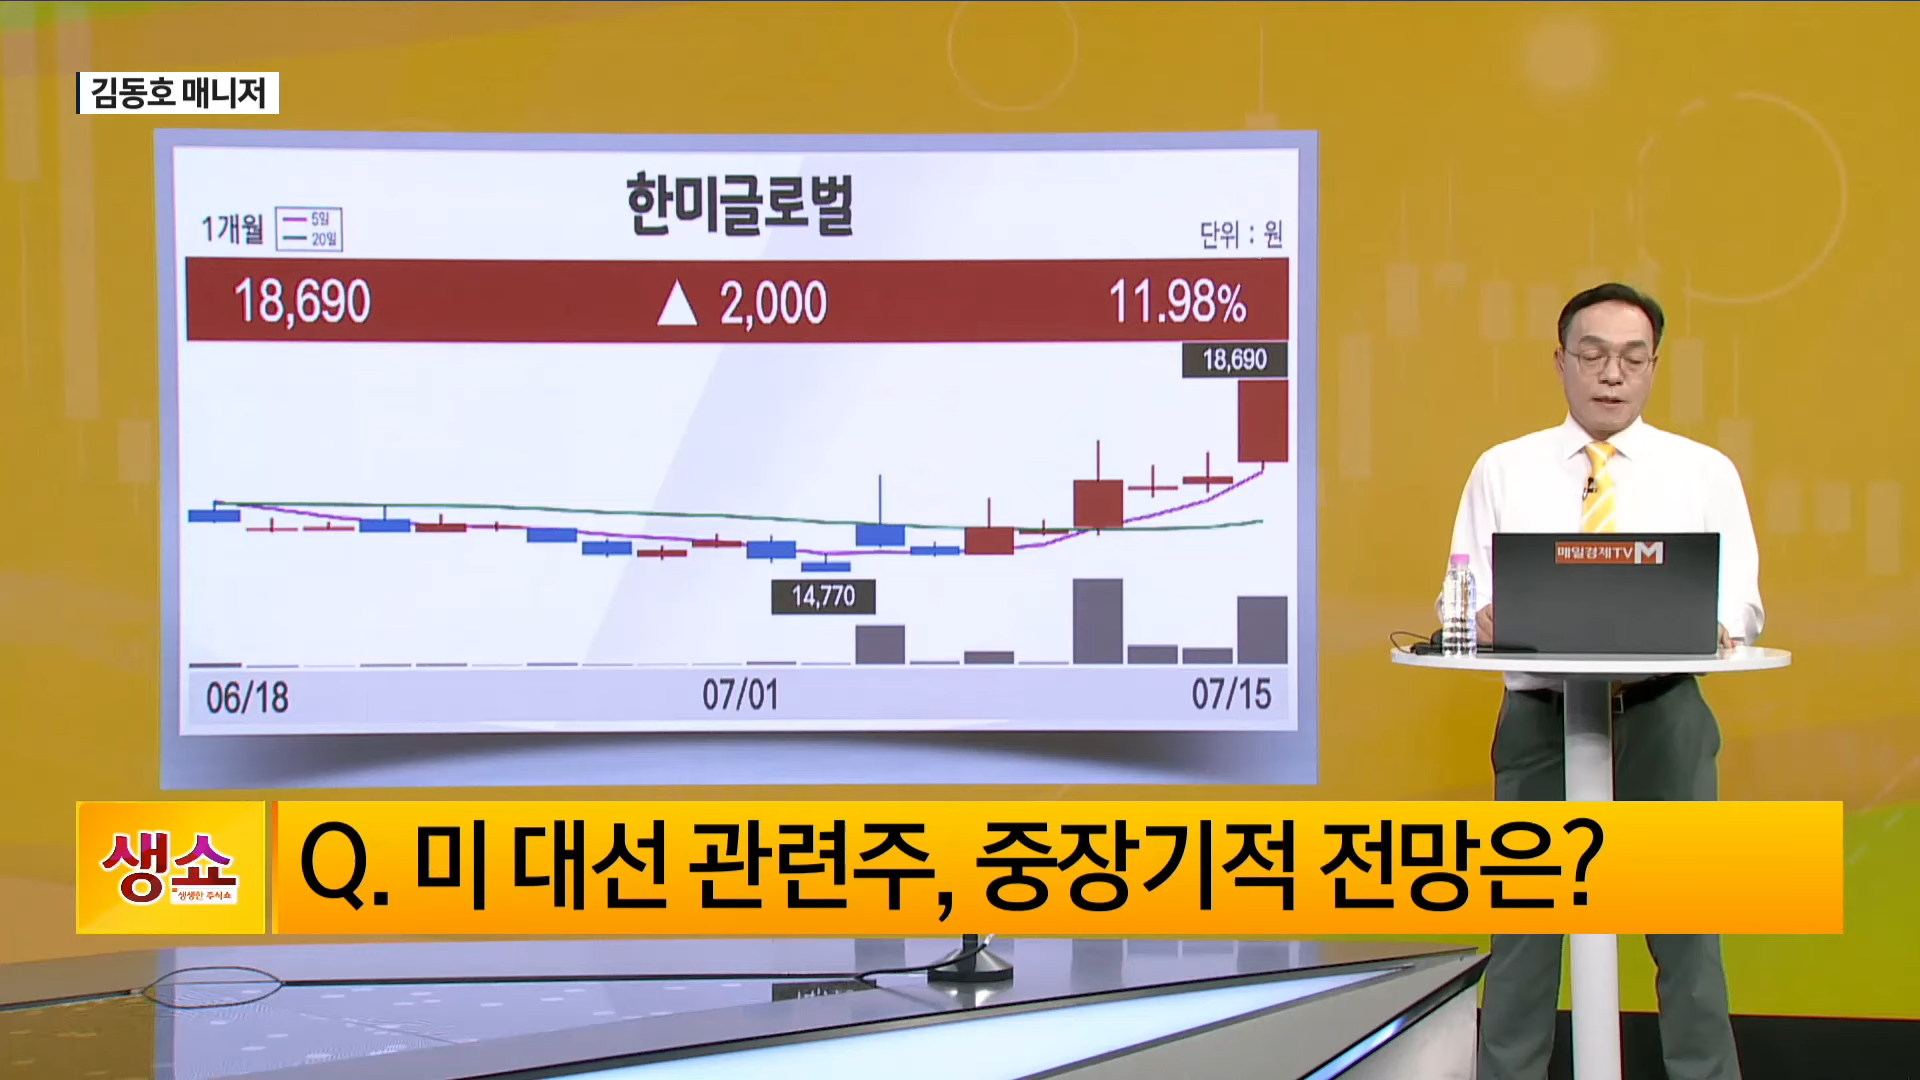 김동호 매니저
한미글로벌
1개월
5일
20일
단위 : 원
18,690 ▲ 2,000 11.98%
18,690
14,770
06/18 07/01 07/15
매일경제TV M
생쇼
생생한 주식쇼
Q. 미 대선 관련주, 중장기적 전망은?